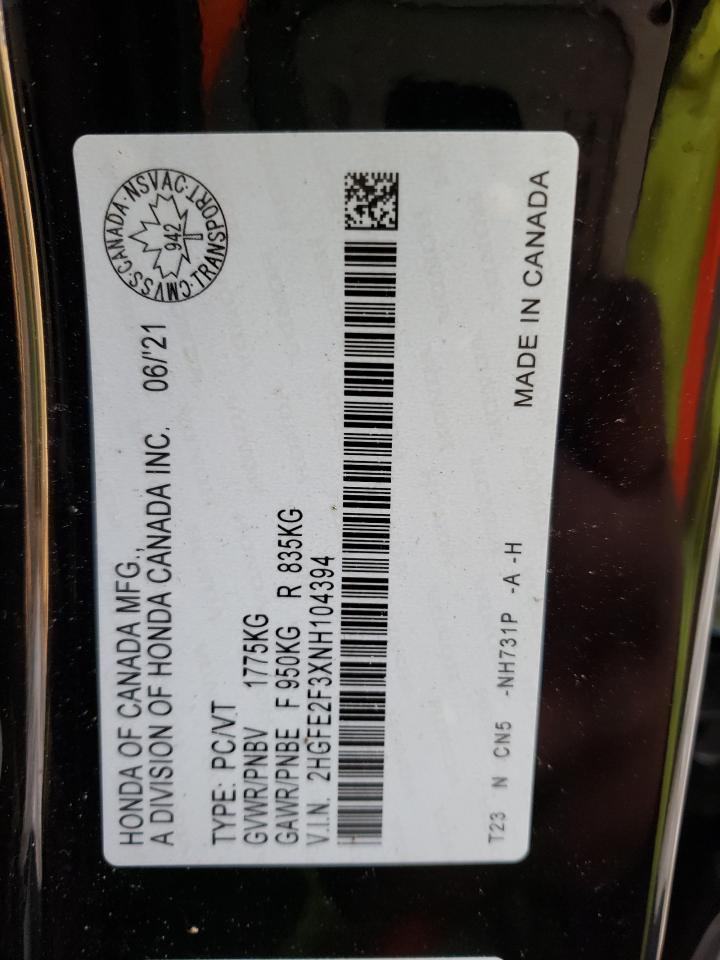 HONDA OF CANADA MFG.,
A DIVISION OF HONDA CANADA INC. 06/'21
CMVSS·CANADA·NSVAC·TRANSPORT·
942
TYPE: PC/VT
GVWR/PNBV 1775KG
GAWR/PNBE F 950KG R 835KG
V.I.N. 2HGFE2F3XNH104394
T23 N CN5 -NH731P -A -H
MADE IN CANADA